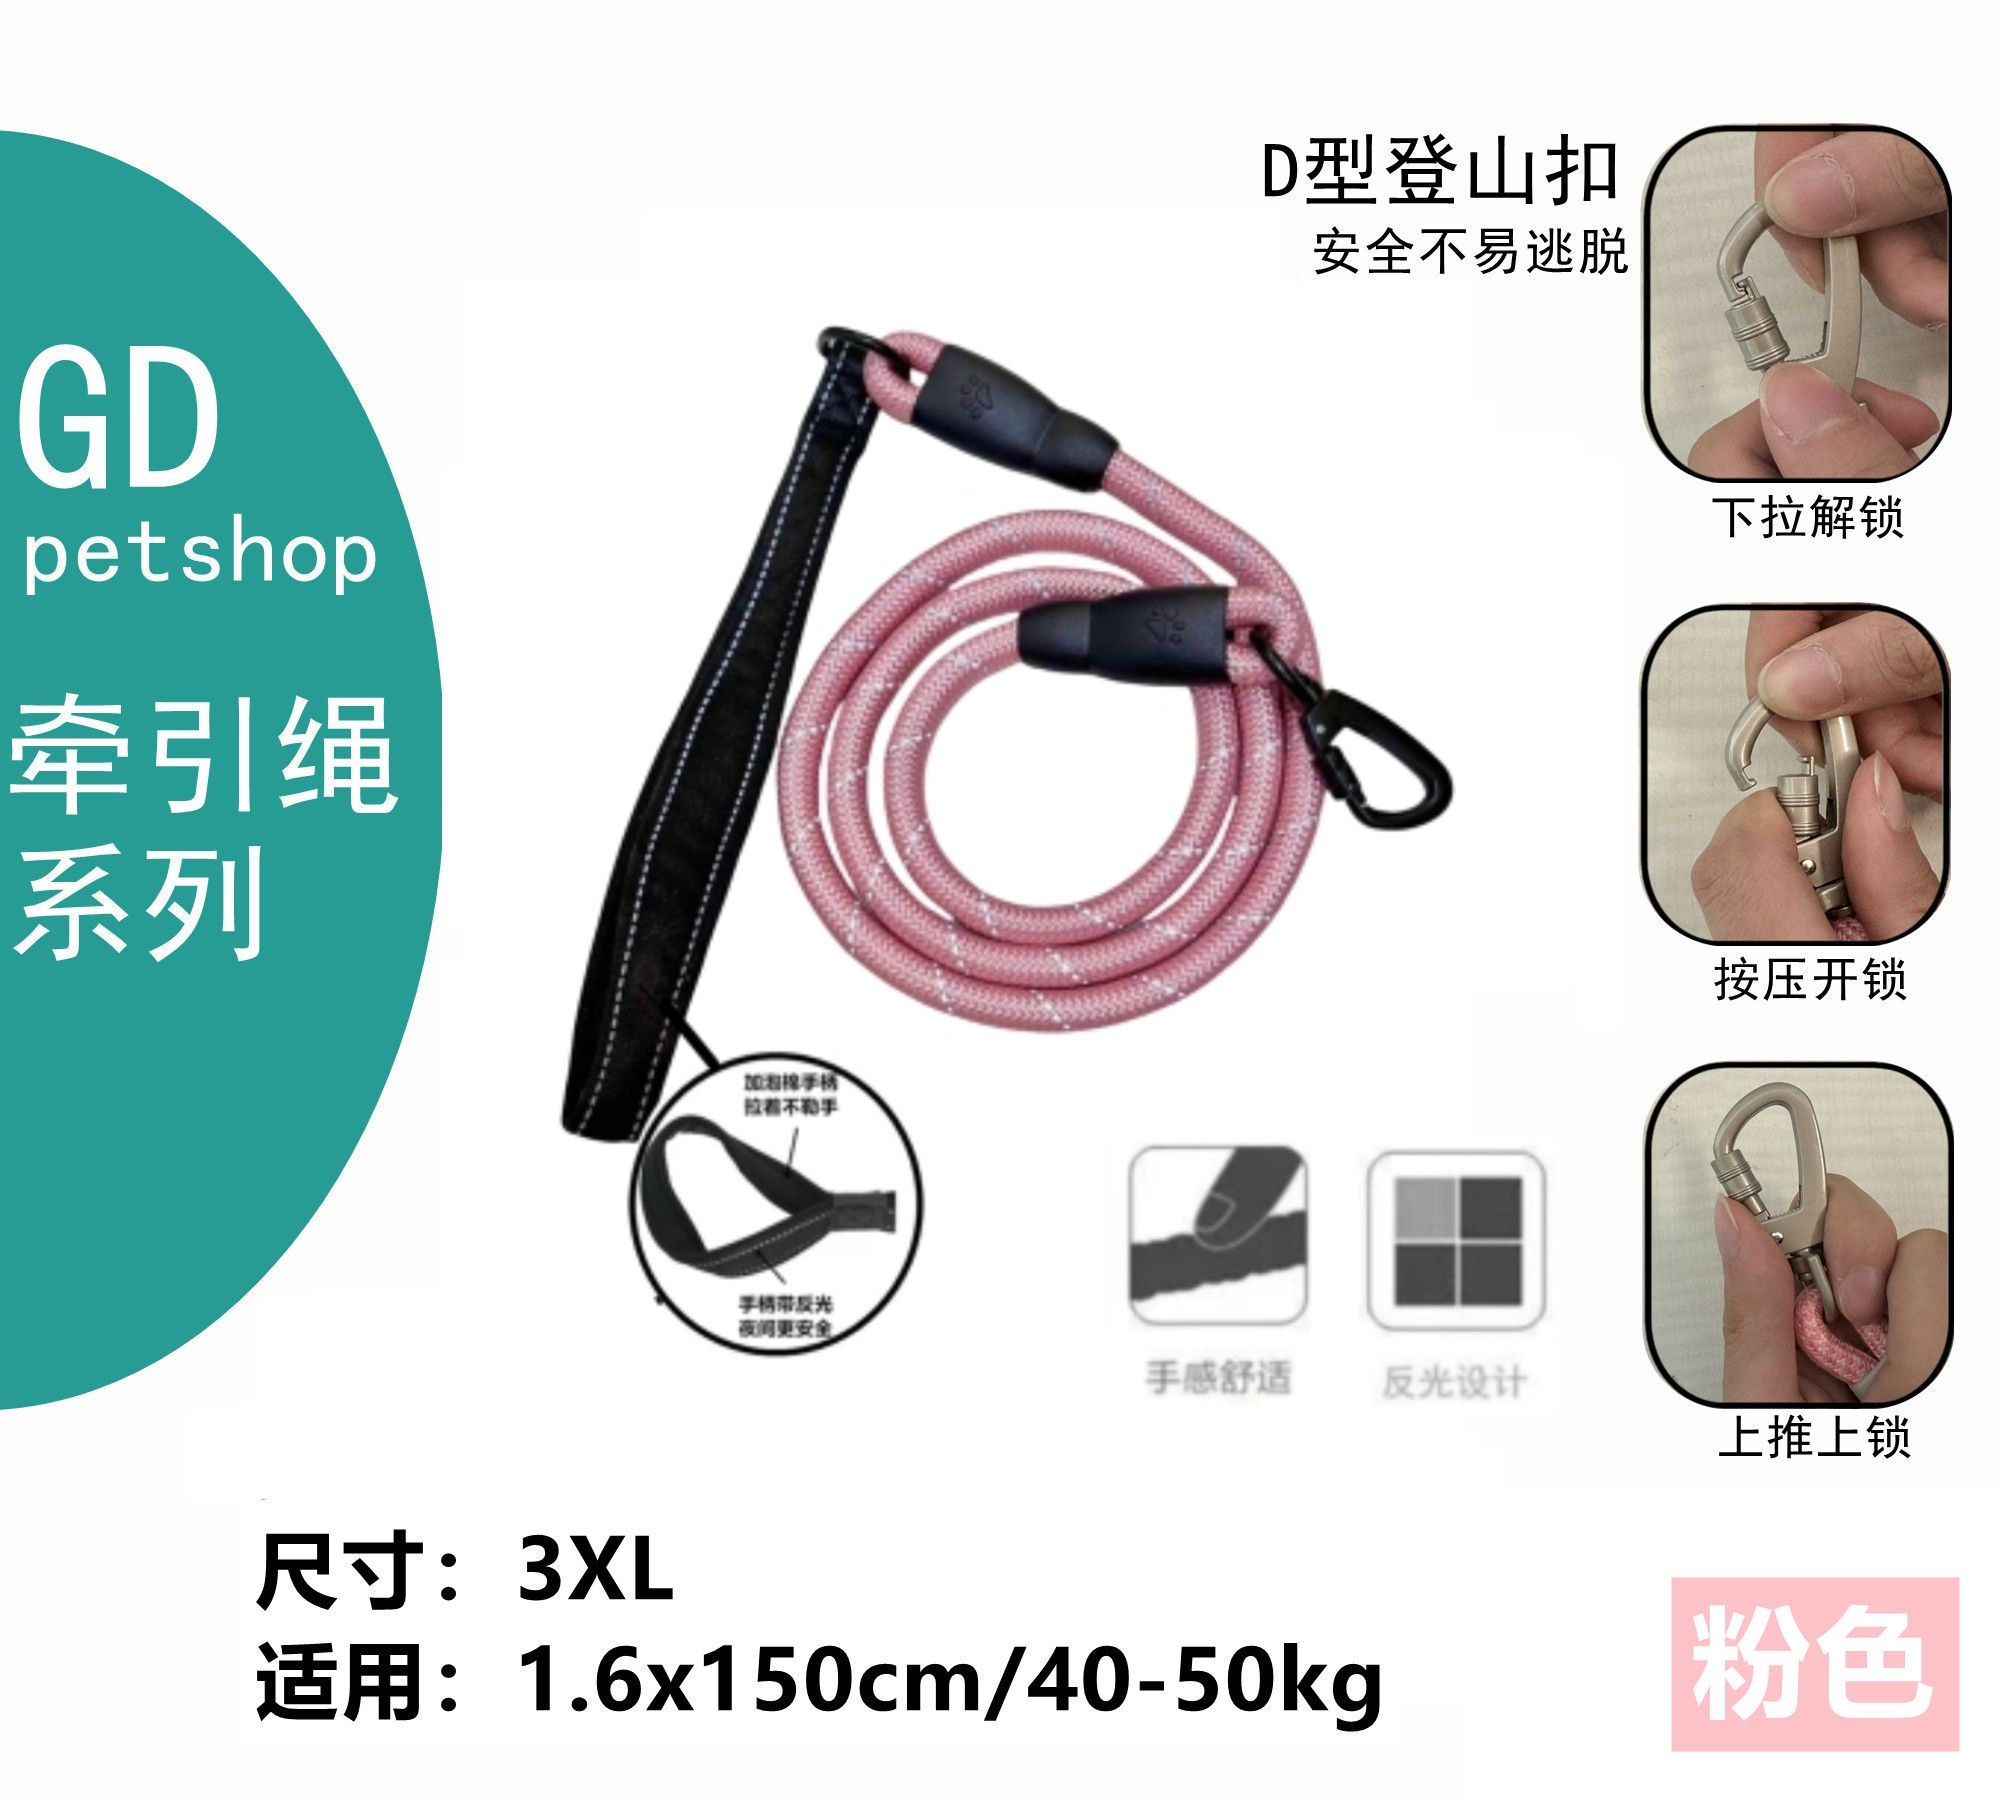 GD
petshop
牵引绳
系列
D型登山扣
安全不易逃脱
下拉解锁
按压开锁
上推上锁
加泡棉手柄
拉着不勒手
手柄带反光
夜间更安全
手感舒适
反光设计
尺寸：3XL
适用：1.6x150cm/40-50kg
粉色